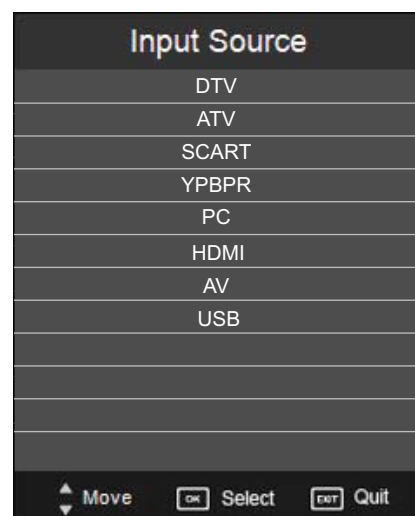 Input Source
DTV
ATV
SCART
YPBPR
PC
HDMI
AV
USB
Move OK Select EXIT Quit